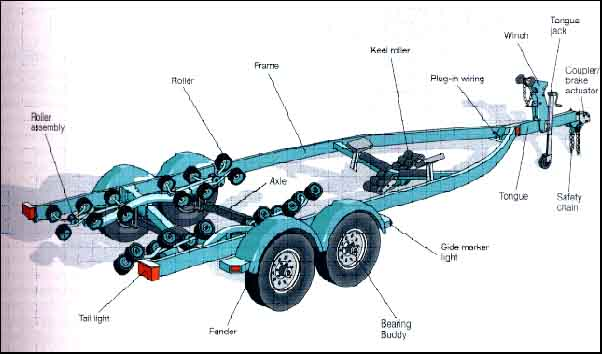 Tongue
jack
Winch
Keel roller
Coupler/
brake
actuator
Plug-in wiring
Frame
Roller
Roller
assembly
Axle
Tongue
Safety
chain
Side marker
light
Tail light
Fender
Bearing
Buddy